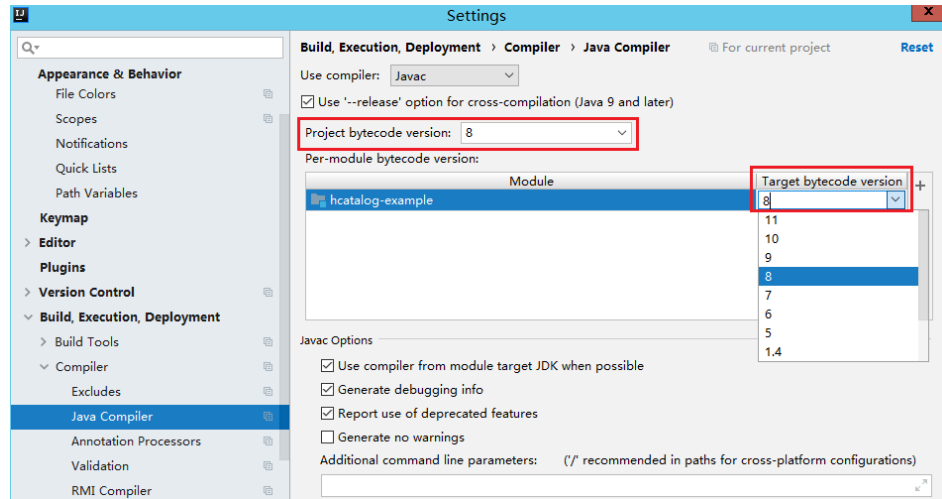 IJ
Settings
x
Appearance & Behavior
File Colors
Scopes
Notifications
Quick Lists
Path Variables
Keymap
Editor
Plugins
Version Control
Build, Execution, Deployment
Build Tools
Compiler
Excludes
Java Compiler
Annotation Processors
Validation
RMI Compiler
Build, Execution, Deployment › Compiler › Java Compiler For current project Reset
Use compiler: Javac
Use '--release' option for cross-compilation (Java 9 and later)
Project bytecode version: 8
Per-module bytecode version:
Module Target bytecode version +
hcatalog-example 8
11
10
9
8
7
6
5
1.4
Javac Options
Use compiler from module target JDK when possible
Generate debugging info
Report use of deprecated features
Generate no warnings
Additional command line parameters: ('/' recommended in paths for cross-platform configurations)